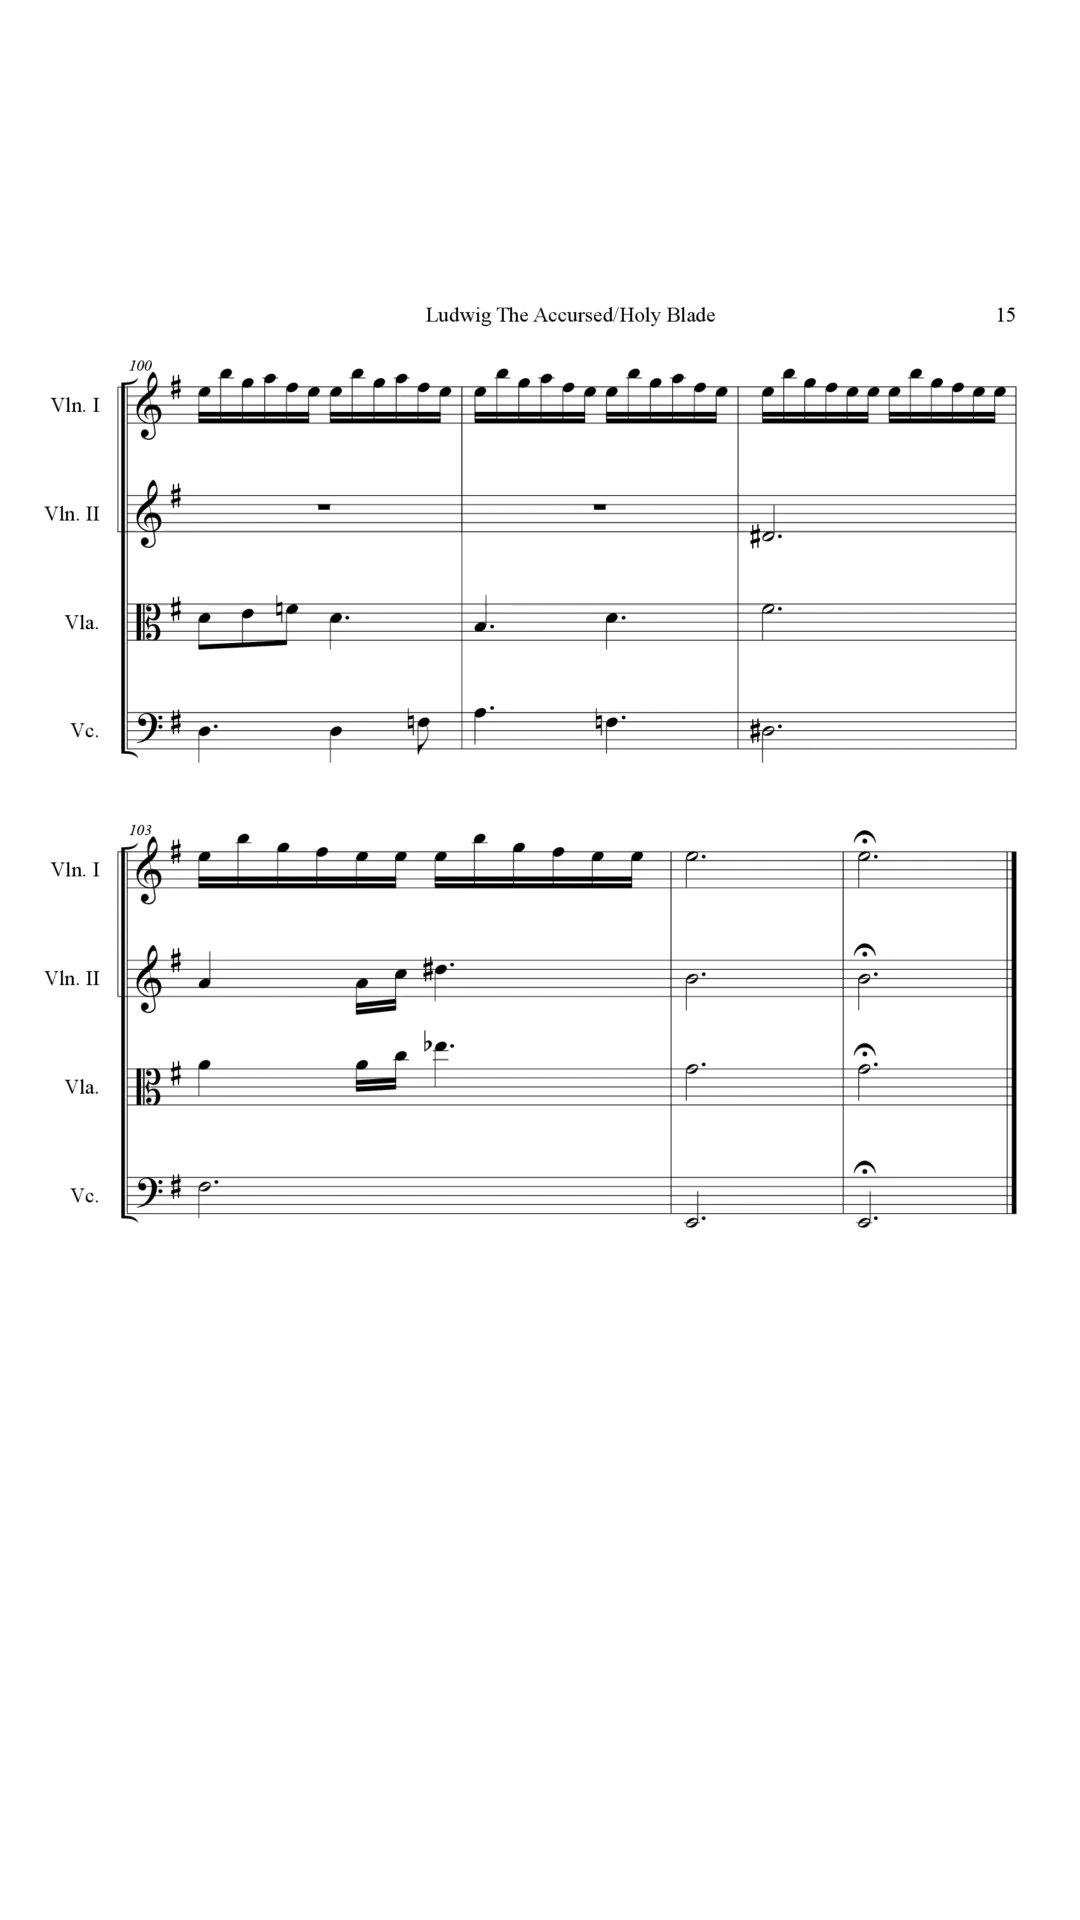 Ludwig The Accursed/Holy Blade 15
100
Vln. I
Vln. II
Vla.
Vc.
103
Vln. I
Vln. II
Vla.
Vc.